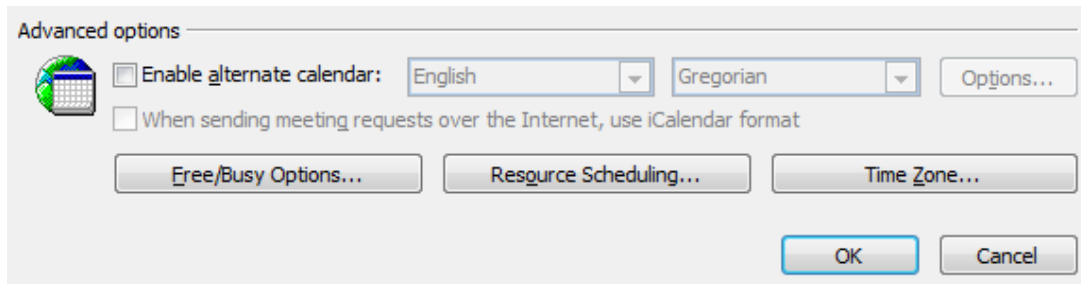 Advanced options
Enable alternate calendar: English Gregorian Options...
When sending meeting requests over the Internet, use iCalendar format
Free/Busy Options... Resource Scheduling... Time Zone...
OK Cancel